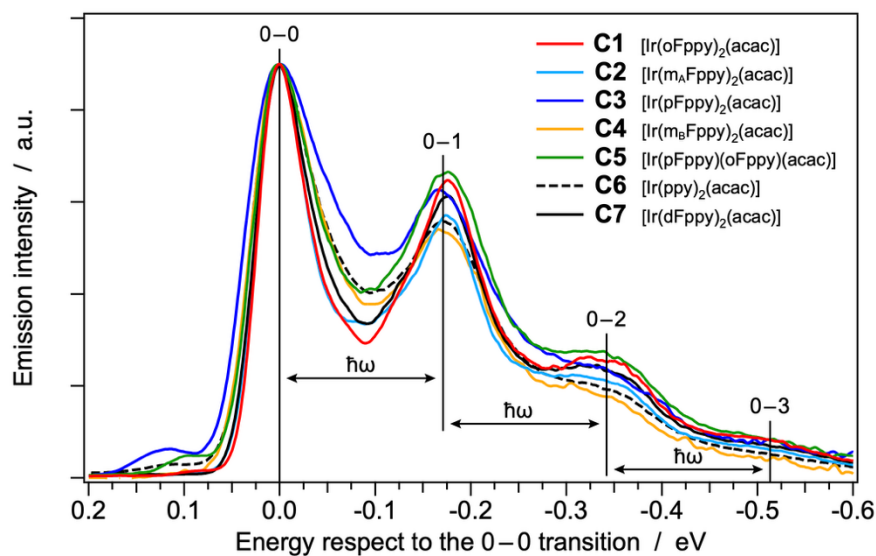 0–0
0–1
0–2
0–3
ħω
ħω
ħω
C1 [Ir(oFppy)₂(acac)]
C2 [Ir(m_AFppy)₂(acac)]
C3 [Ir(pFppy)₂(acac)]
C4 [Ir(m_BFppy)₂(acac)]
C5 [Ir(pFppy)(oFppy)(acac)]
C6 [Ir(ppy)₂(acac)]
C7 [Ir(dFppy)₂(acac)]
Emission intensity / a.u.
0.2 0.1 0.0 -0.1 -0.2 -0.3 -0.4 -0.5 -0.6
Energy respect to the 0–0 transition / eV